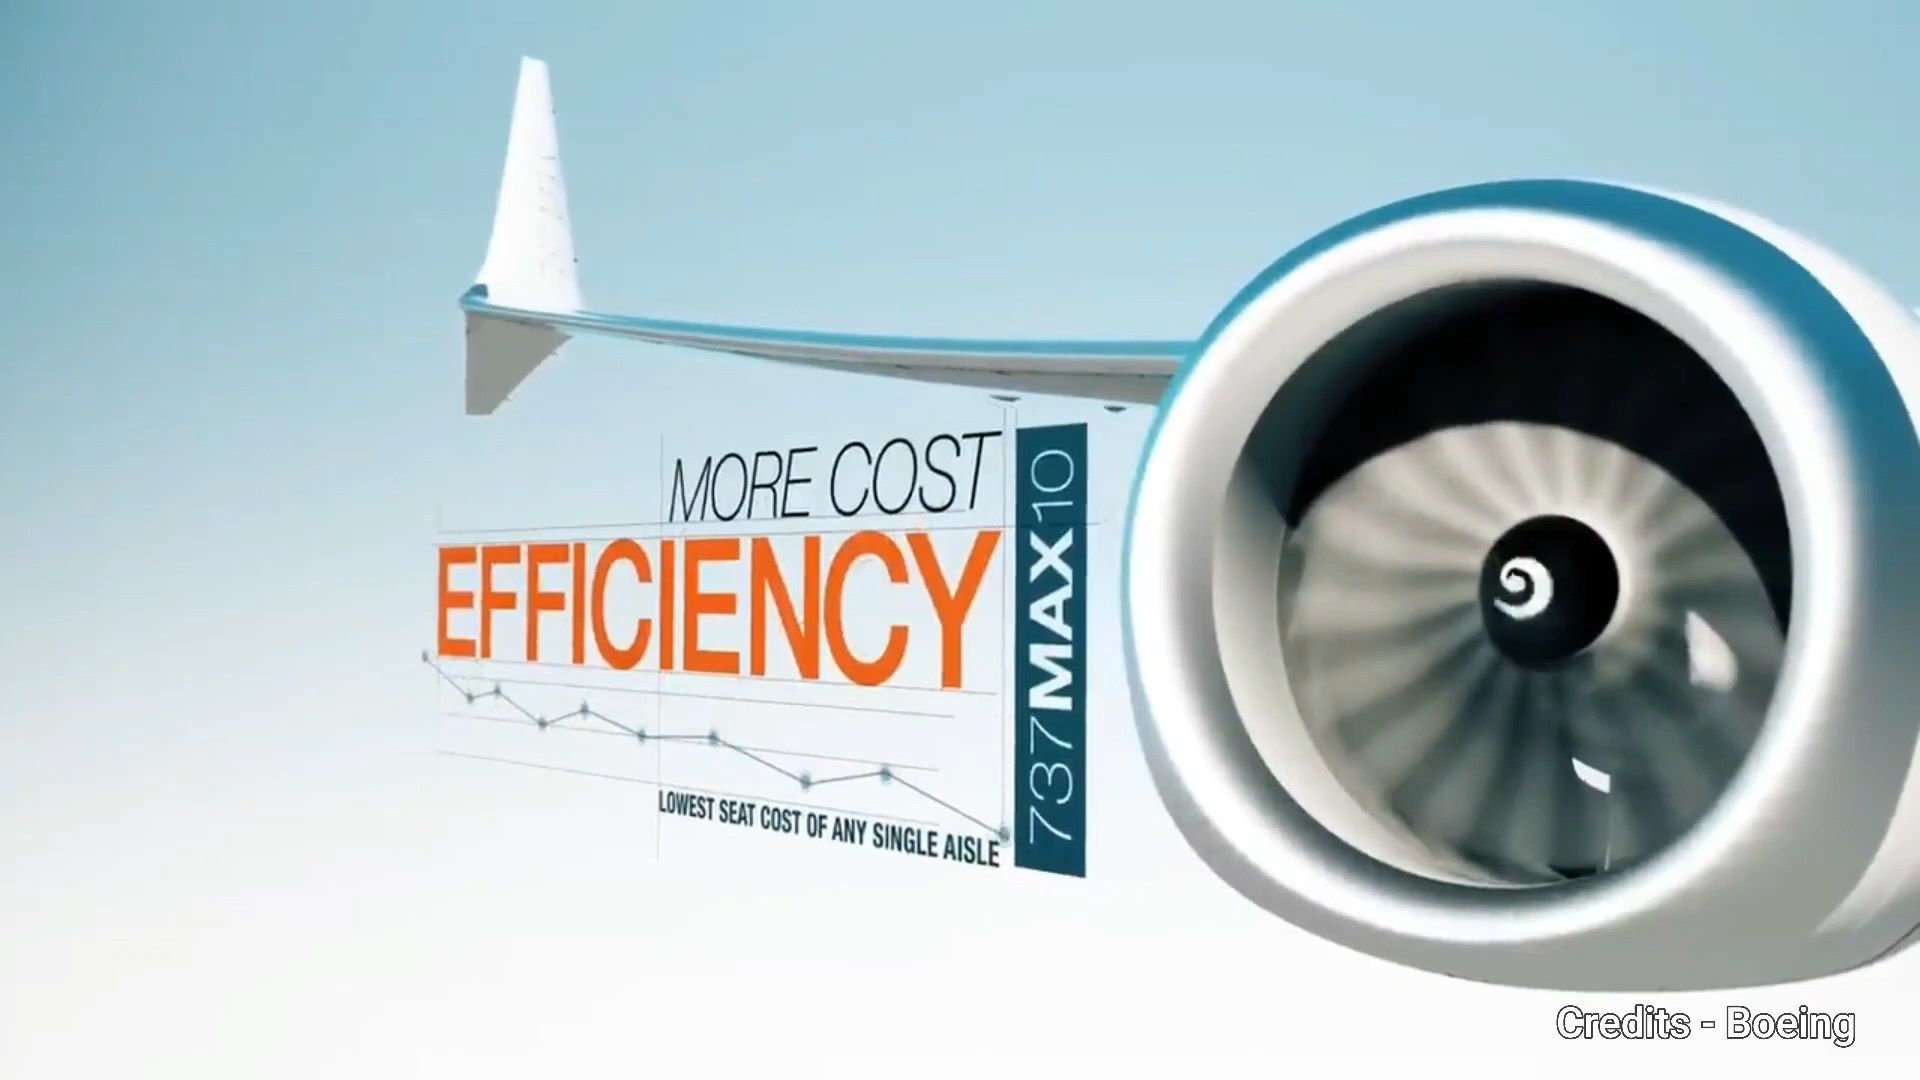 MORE COST
EFFICIENCY
LOWEST SEAT COST OF ANY SINGLE AISLE
737MAX10
Credits - Boeing